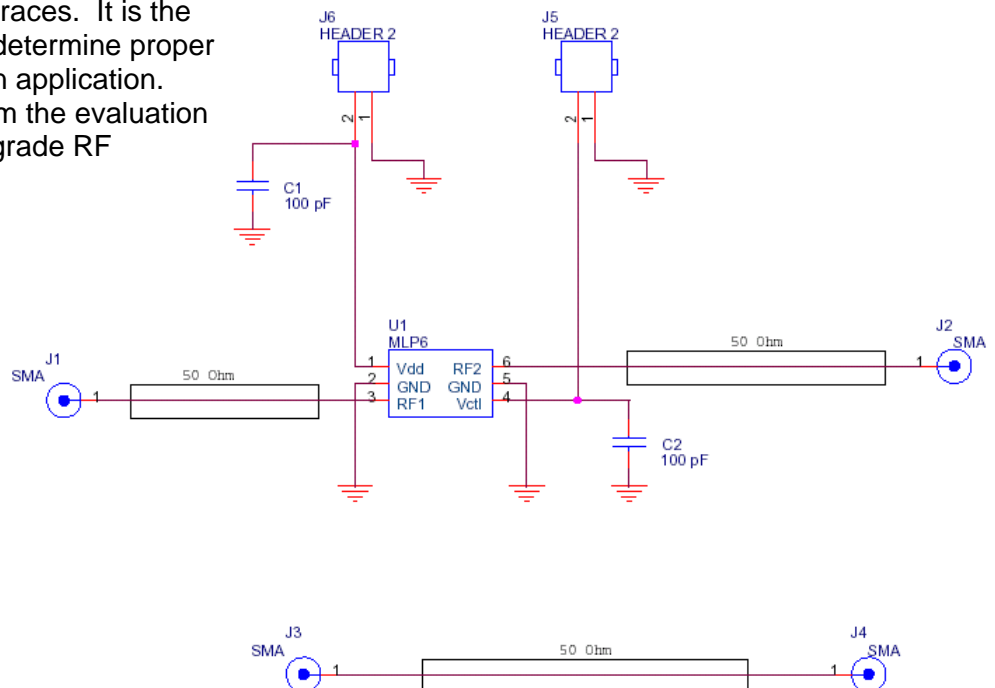 races. It is the
determine proper
application.
the evaluation
grade RF
J6
HEADER 2
J5
HEADER 2
2
1
2
1
C1
100 pF
U1
MLP6
J1
SMA
1
50 Ohm
1
2
3
Vdd
GND
RF1
RF2
GND
Vctl
6
5
4
50 Ohm
1
J2
SMA
C2
100 pF
J3
SMA
1
50 Ohm
1
J4
SMA